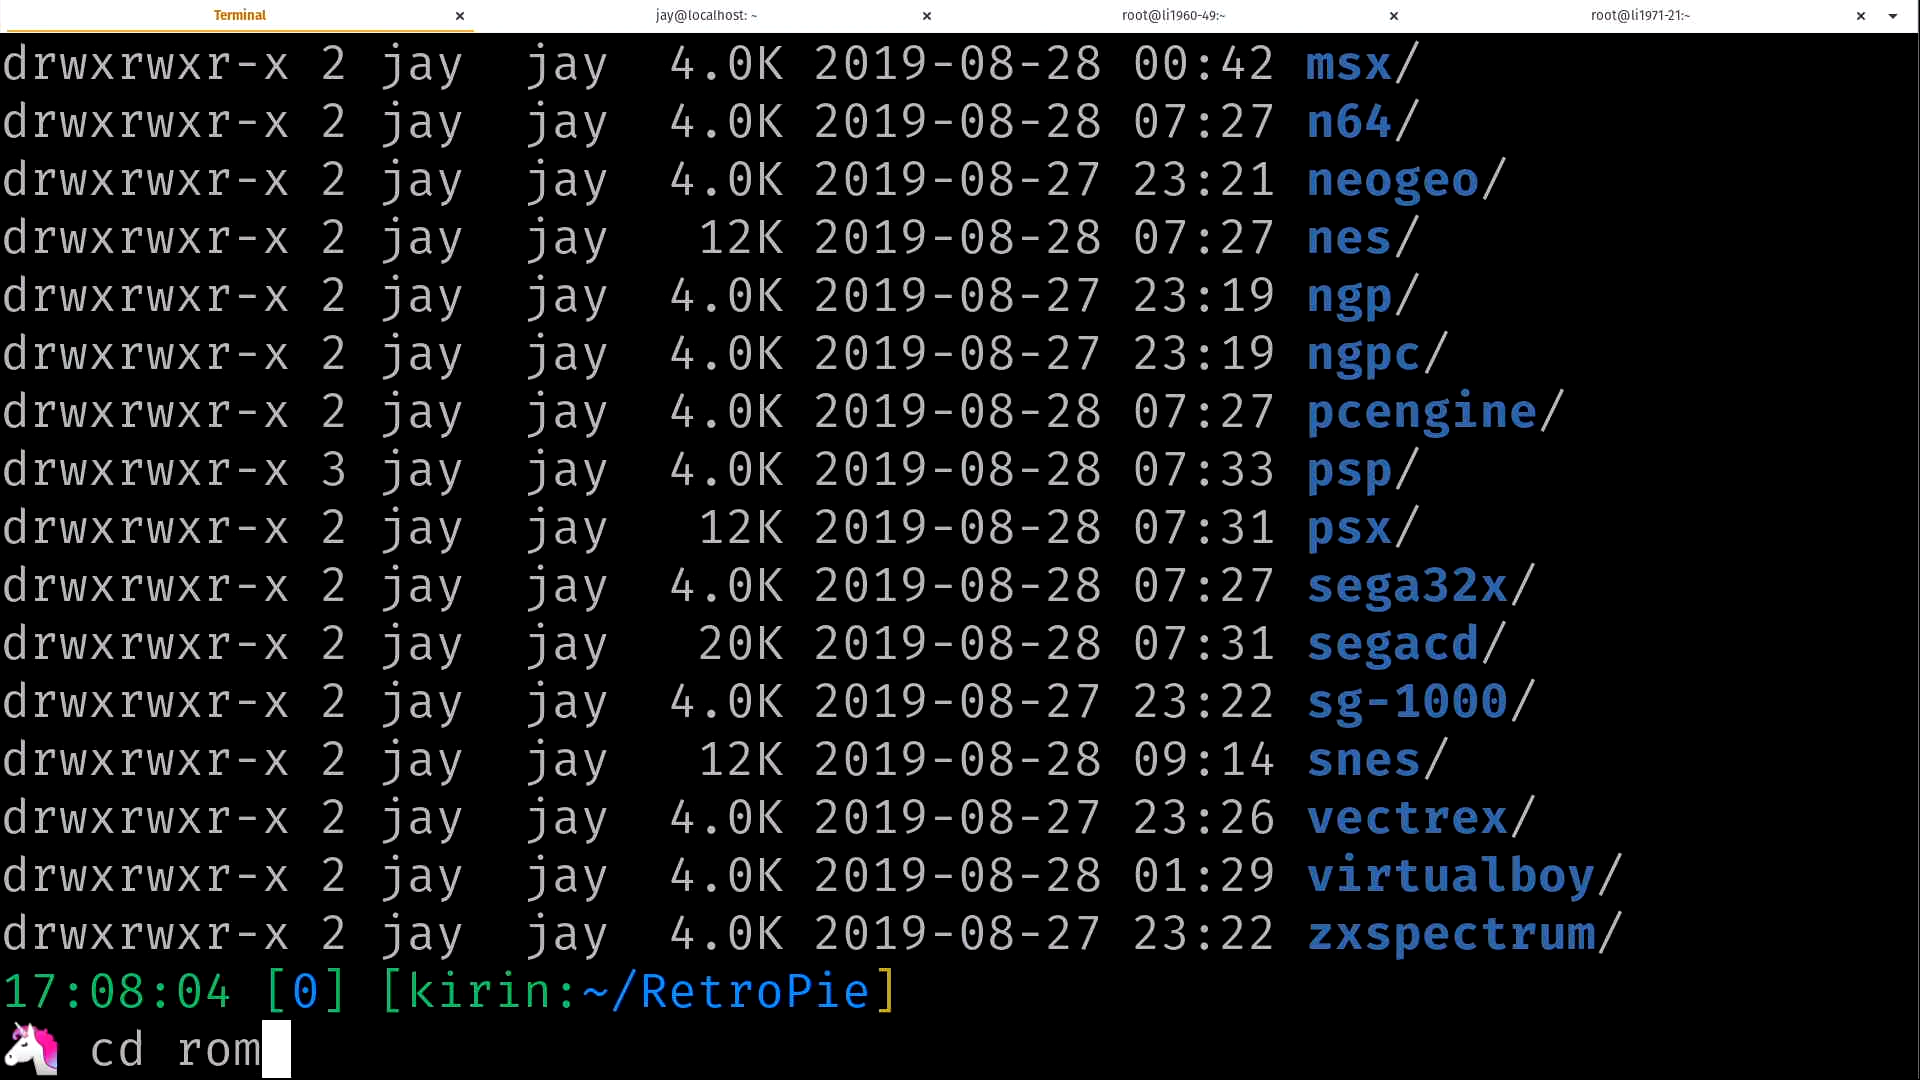 Terminal × jay@localhost: ~ × root@li1960-49:~ × root@li1971-21:~ ×
drwxrwxr-x 2 jay jay 4.0K 2019-08-28 00:42 msx/
drwxrwxr-x 2 jay jay 4.0K 2019-08-28 07:27 n64/
drwxrwxr-x 2 jay jay 4.0K 2019-08-27 23:21 neogeo/
drwxrwxr-x 2 jay jay 12K 2019-08-28 07:27 nes/
drwxrwxr-x 2 jay jay 4.0K 2019-08-27 23:19 ngp/
drwxrwxr-x 2 jay jay 4.0K 2019-08-27 23:19 ngpc/
drwxrwxr-x 2 jay jay 4.0K 2019-08-28 07:27 pcengine/
drwxrwxr-x 3 jay jay 4.0K 2019-08-28 07:33 psp/
drwxrwxr-x 2 jay jay 12K 2019-08-28 07:31 psx/
drwxrwxr-x 2 jay jay 4.0K 2019-08-28 07:27 sega32x/
drwxrwxr-x 2 jay jay 20K 2019-08-28 07:31 segacd/
drwxrwxr-x 2 jay jay 4.0K 2019-08-27 23:22 sg-1000/
drwxrwxr-x 2 jay jay 12K 2019-08-28 09:14 snes/
drwxrwxr-x 2 jay jay 4.0K 2019-08-27 23:26 vectrex/
drwxrwxr-x 2 jay jay 4.0K 2019-08-28 01:29 virtualboy/
drwxrwxr-x 2 jay jay 4.0K 2019-08-27 23:22 zxspectrum/
17:08:04 [0] [kirin:~/RetroPie]
🦄 cd rom